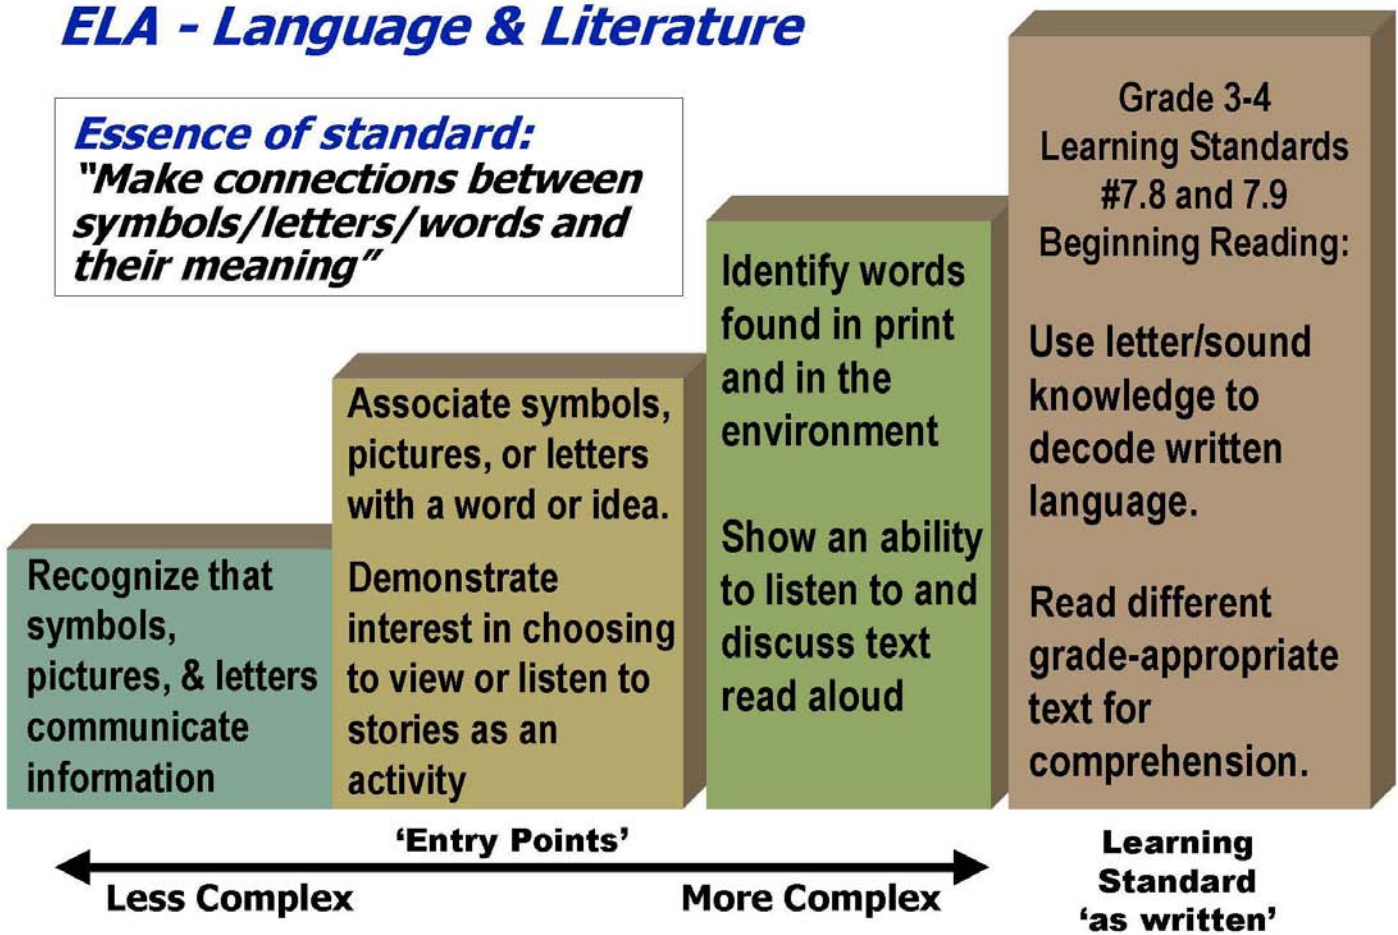 ELA - Language & Literature
Essence of standard:
"Make connections between
symbols/letters/words and
their meaning"
Recognize that
symbols,
pictures, & letters
communicate
information
Associate symbols,
pictures, or letters
with a word or idea.
Demonstrate
interest in choosing
to view or listen to
stories as an
activity
Identify words
found in print
and in the
environment
Show an ability
to listen to and
discuss text
read aloud
Grade 3-4
Learning Standards
#7.8 and 7.9
Beginning Reading:
Use letter/sound
knowledge to
decode written
language.
Read different
grade-appropriate
text for
comprehension.
‘Entry Points’
Less Complex
More Complex
Learning
Standard
‘as written’